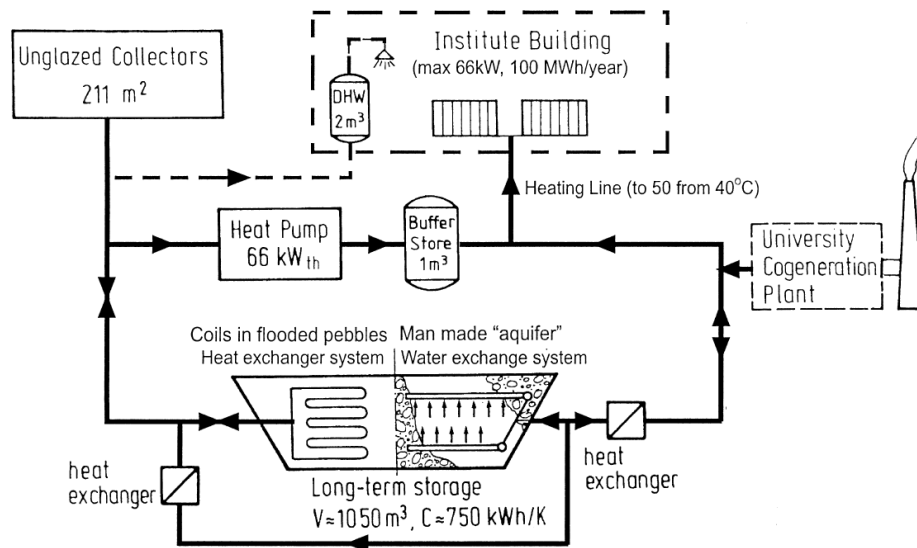 Unglazed Collectors
211 m²
Institute Building
(max 66kW, 100 MWh/year)
DHW
2m³
Heating Line (to 50 from 40°C)
Heat Pump
66 kWth
Buffer
Store
1m³
University
Cogeneration
Plant
Coils in flooded pebbles
Heat exchanger system
Man made "aquifer"
Water exchange system
heat
exchanger
heat
exchanger
Long-term storage
V≈1050m³, C≈750 kWh/K